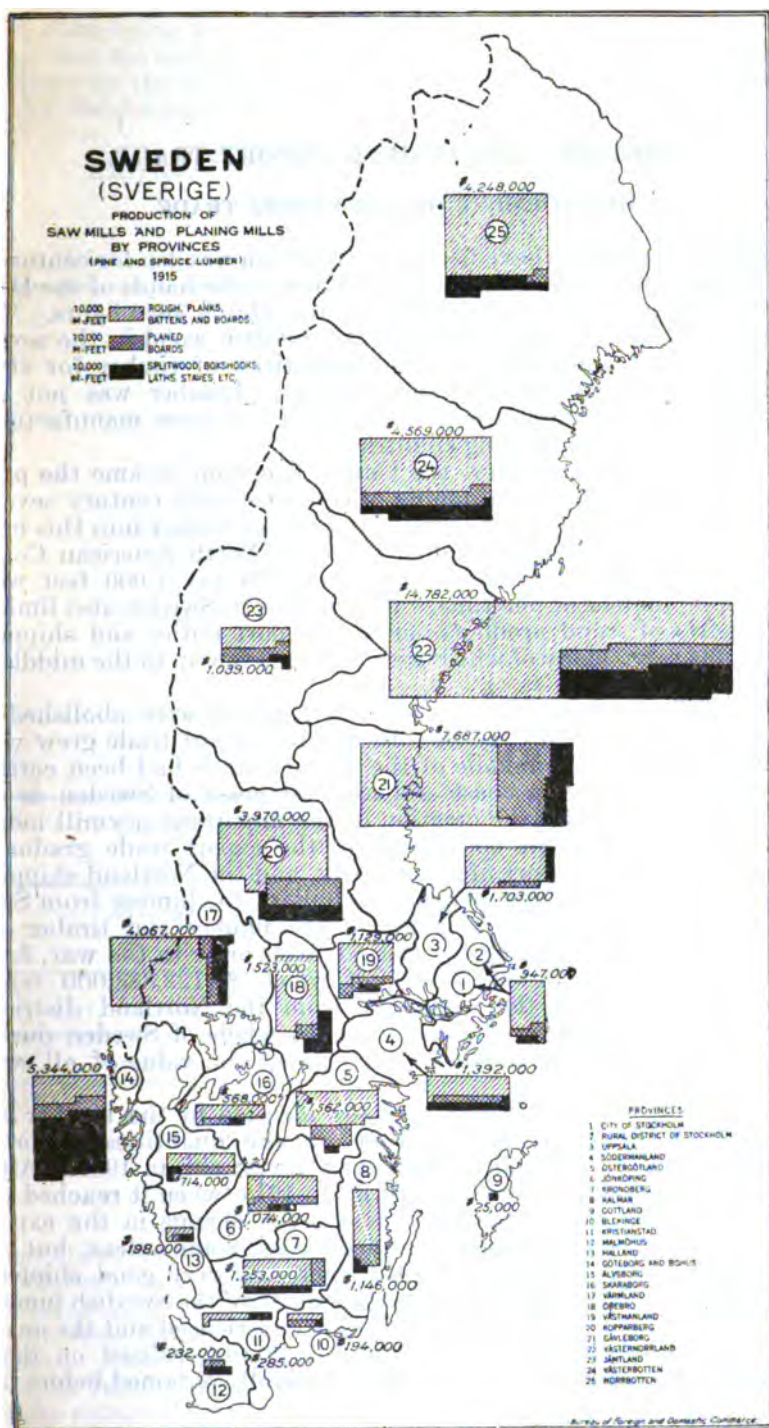 SWEDEN
(SVERIGE)
PRODUCTION OF
SAW MILLS AND PLANING MILLS
BY PROVINCES
(PINE AND SPRUCE LUMBER)
1915
10,000 M-FEET ROUGH, PLANKS, BATTENS AND BOARDS.
10,000 M-FEET PLANED BOARDS
10,000 M-FEET SPLITWOOD, BOXSHOOKS, LATHS STAVES, ETC.
$4,248,000
25
$4,569,000
24
$14,782,000
22
23
$1,039,000
$7,687,000
21
$3,970,000
20
$1,703,000
17
,067,000
3
2
1
$947,000
$1,729,000
19
$1,523,000
18
4
$1,392,000
$5,344,000
14
16
$568,000
5
,562,000
15
$714,000
8
9
$25,000
6
$1,074,000
$198,000
13
7
$1,253,000
$1,146,000
11
10
$194,000
$232,000
$285,000
12
PROVINCES
1 CITY OF STOCKHOLM
2 RURAL DISTRICT OF STOCKHOLM
3 UPPSALA
4 SÖDERMANLAND
5 ÖSTERGÖTLAND
6 JÖNKÖPING
7 KRONOBERG
8 KALMAR
9 GOTTLAND
10 BLEKINGE
11 KRISTIANSTAD
12 MALMÖHUS
13 HALLAND
14 GÖTEBORG AND BOHUS
15 ÄLVSBORG
16 SKARABORG
17 VÄRMLAND
18 ÖREBRO
19 VÄSTMANLAND
20 KOPPARBERG
21 GÄVLEBORG
22 VÄSTERNORRLAND
23 JÄMTLAND
24 VÄSTERBOTTEN
25 NORRBOTTEN
Bureau of Foreign and Domestic Commerce